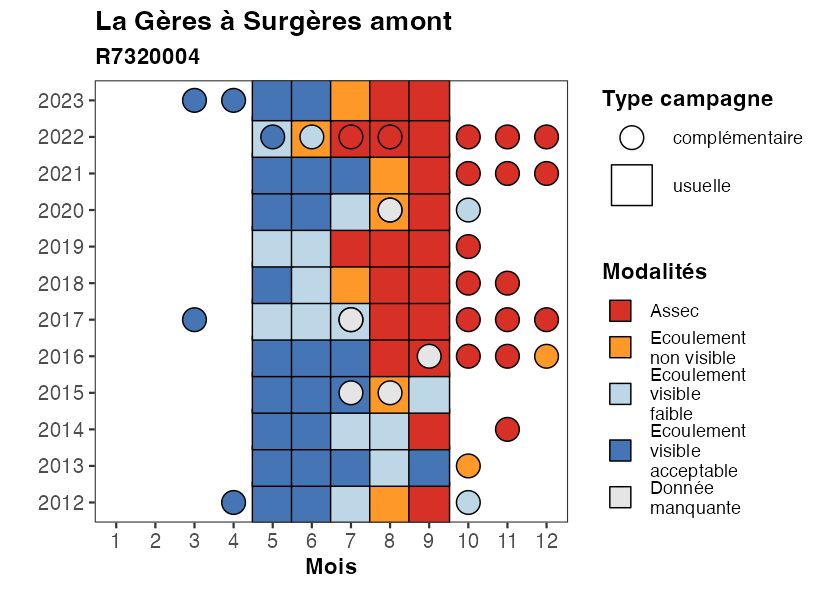 La Gères à Surgères amont
R7320004
2023
2022
2021
2020
2019
2018
2017
2016
2015
2014
2013
2012
1 2 3 4 5 6 7 8 9 10 11 12
Mois
Type campagne
complémentaire
usuelle
Modalités
Assec
Ecoulement
non visible
Ecoulement
visible
faible
Ecoulement
visible
acceptable
Donnée
manquante